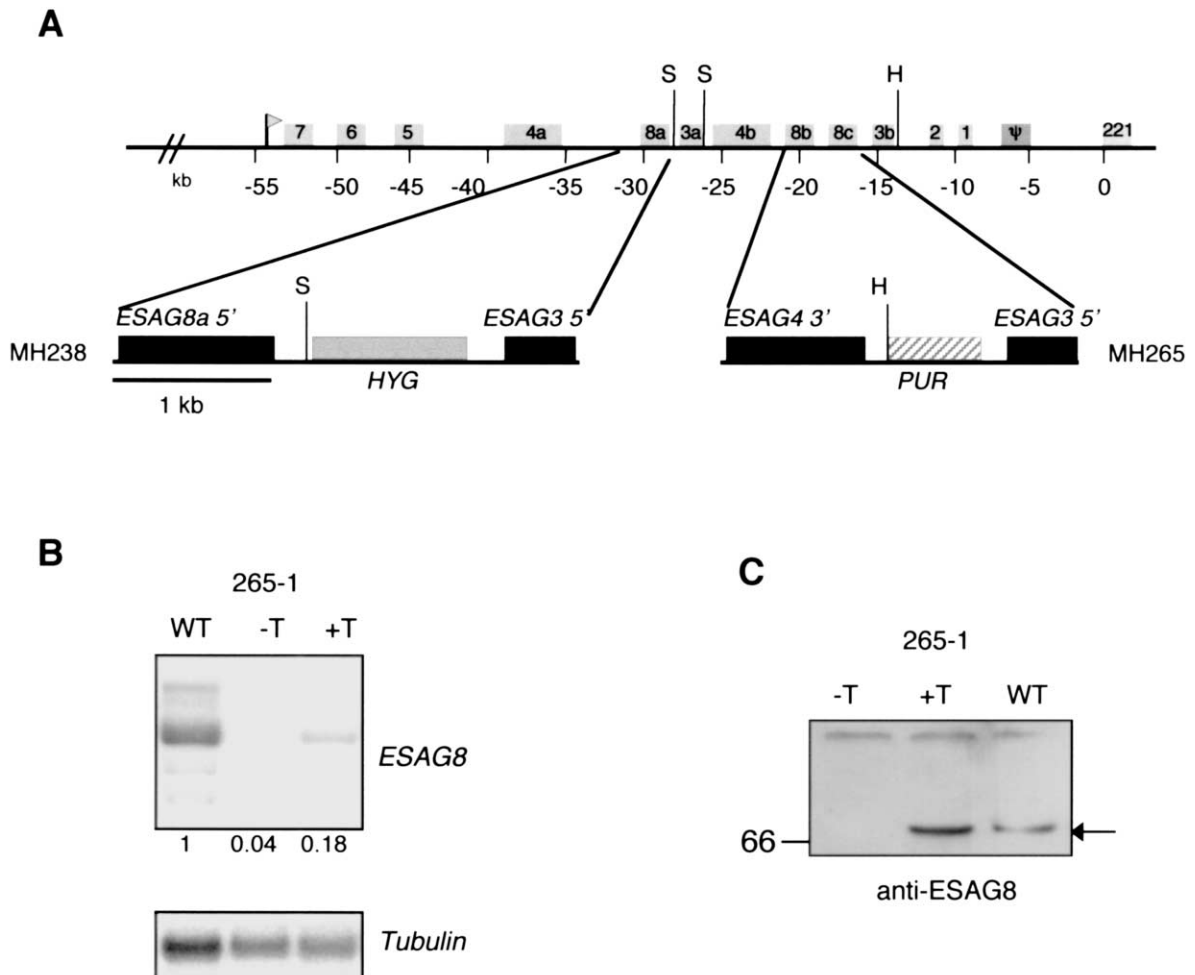 A
S S H
7 6 5 4a 8a 3a 4b 8b 8c 3b 2 1 ψ 221
kb -55 -50 -45 -40 -35 -30 -25 -20 -15 -10 -5 0
S H
ESAG8a 5' ESAG3 5' ESAG4 3' ESAG3 5'
MH238 MH265
HYG PUR
1 kb
B
265-1
WT -T +T
ESAG8
1 0.04 0.18
Tubulin
C
265-1
-T +T WT
66
anti-ESAG8